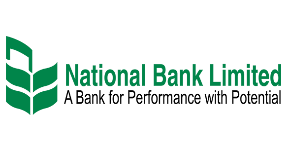 National Bank Limited
A Bank for Performance with Potential